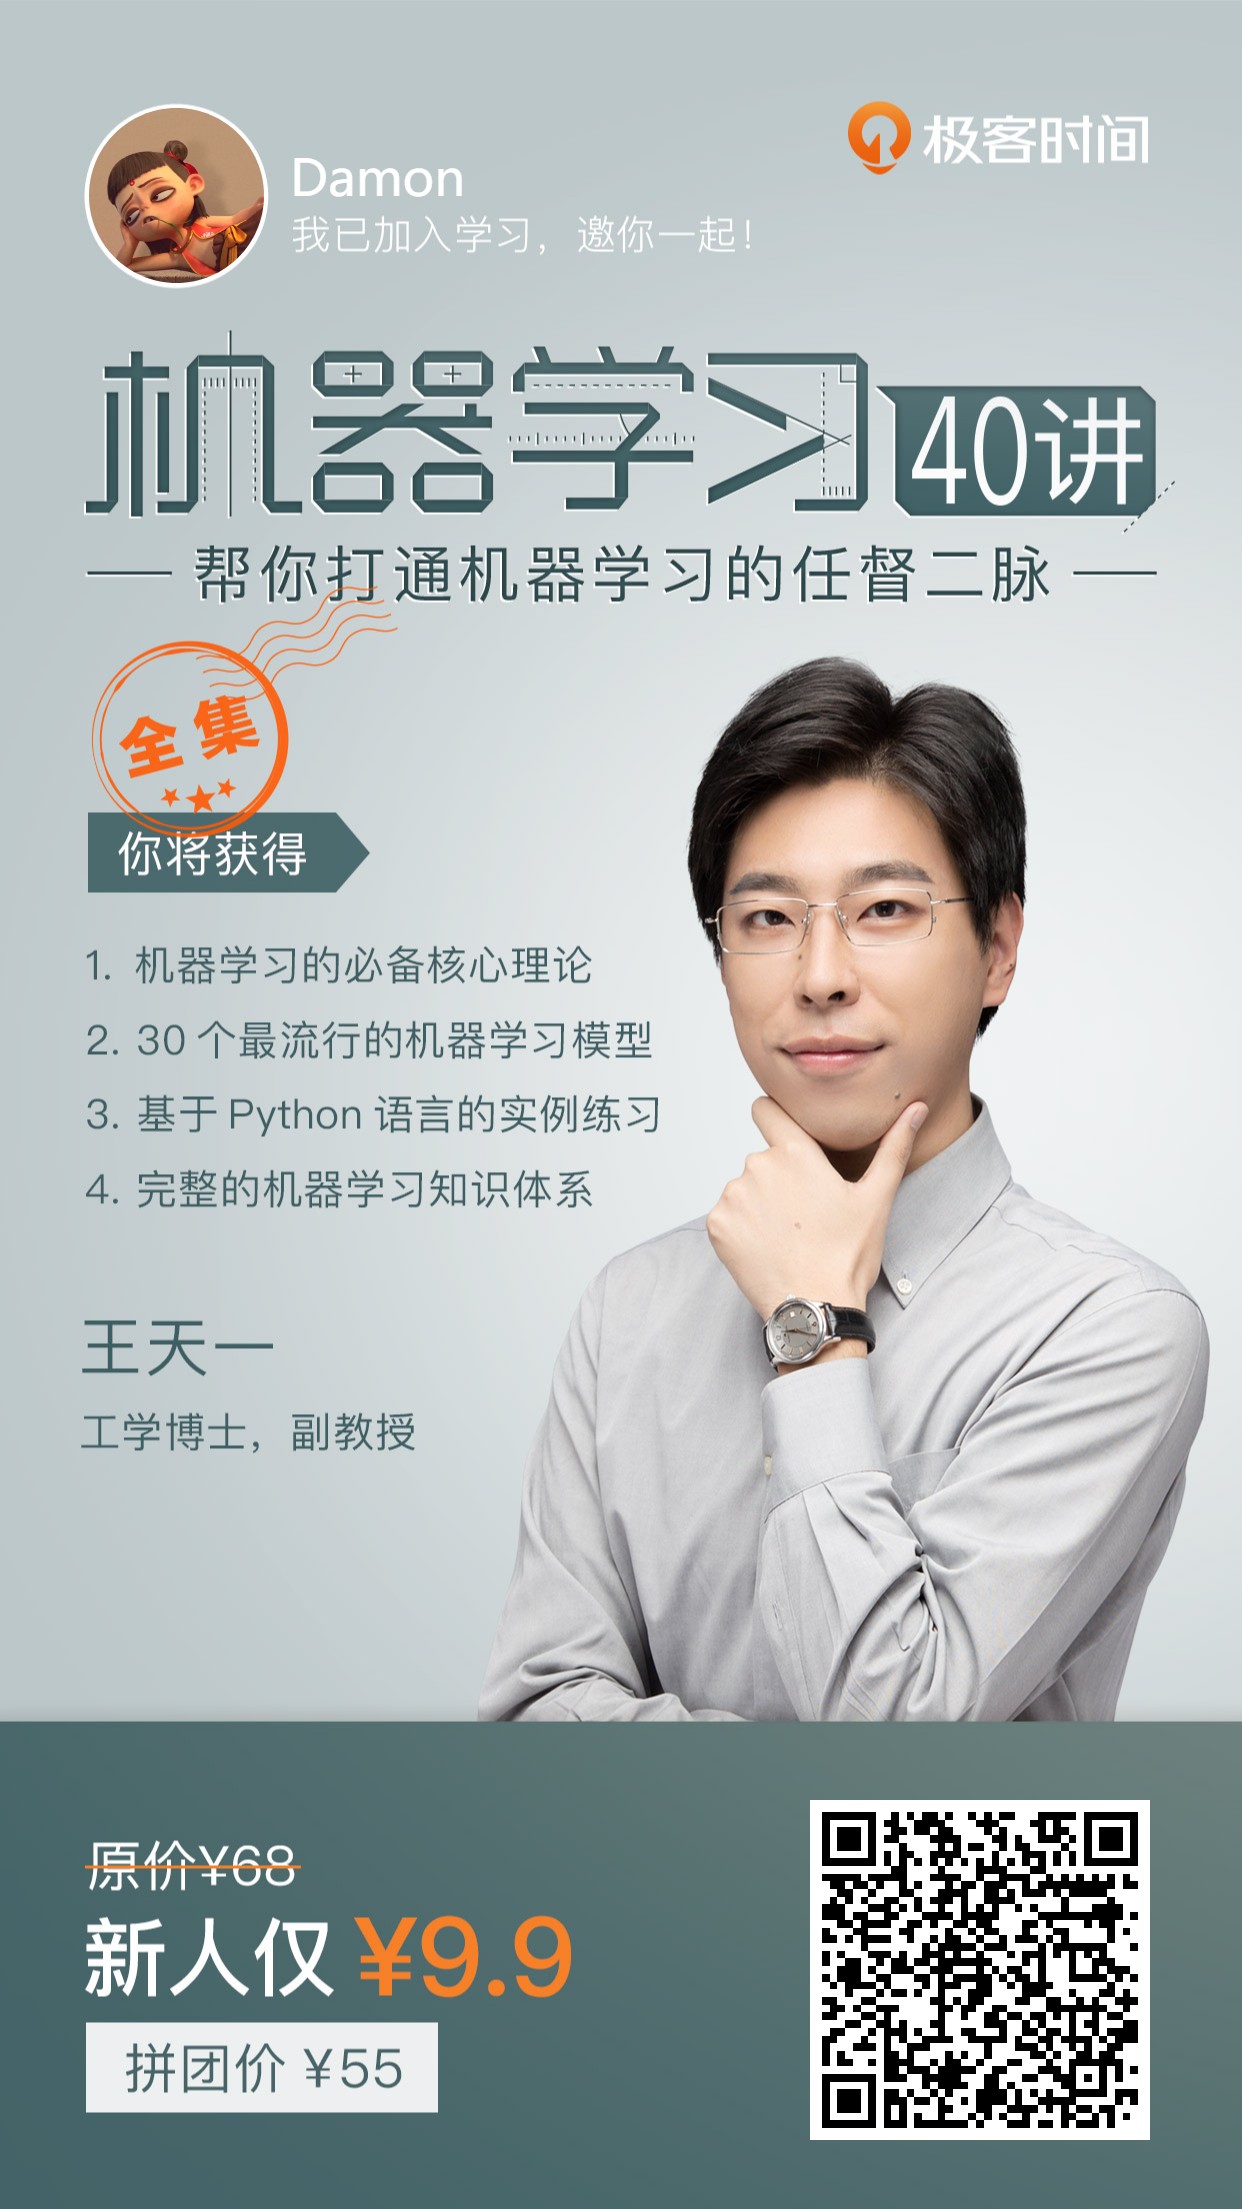 极客时间
Damon
我已加入学习，邀你一起！
机器学习 40讲
帮你打通机器学习的任督二脉
全集
你将获得
1. 机器学习的必备核心理论
2. 30 个最流行的机器学习模型
3. 基于 Python 语言的实例练习
4. 完整的机器学习知识体系
王天一
工学博士，副教授
原价¥68
新人仅 ¥9.9
拼团价 ¥55